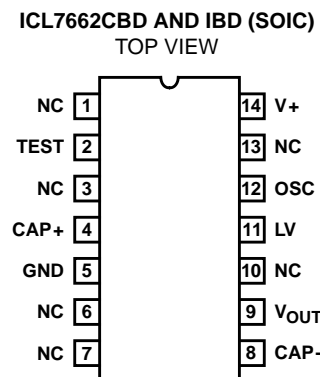 ICL7662CBD AND IBD (SOIC)
TOP VIEW
NC 1 14 V+
TEST 2 13 NC
NC 3 12 OSC
CAP+ 4 11 LV
GND 5 10 NC
NC 6 9 VOUT
NC 7 8 CAP-